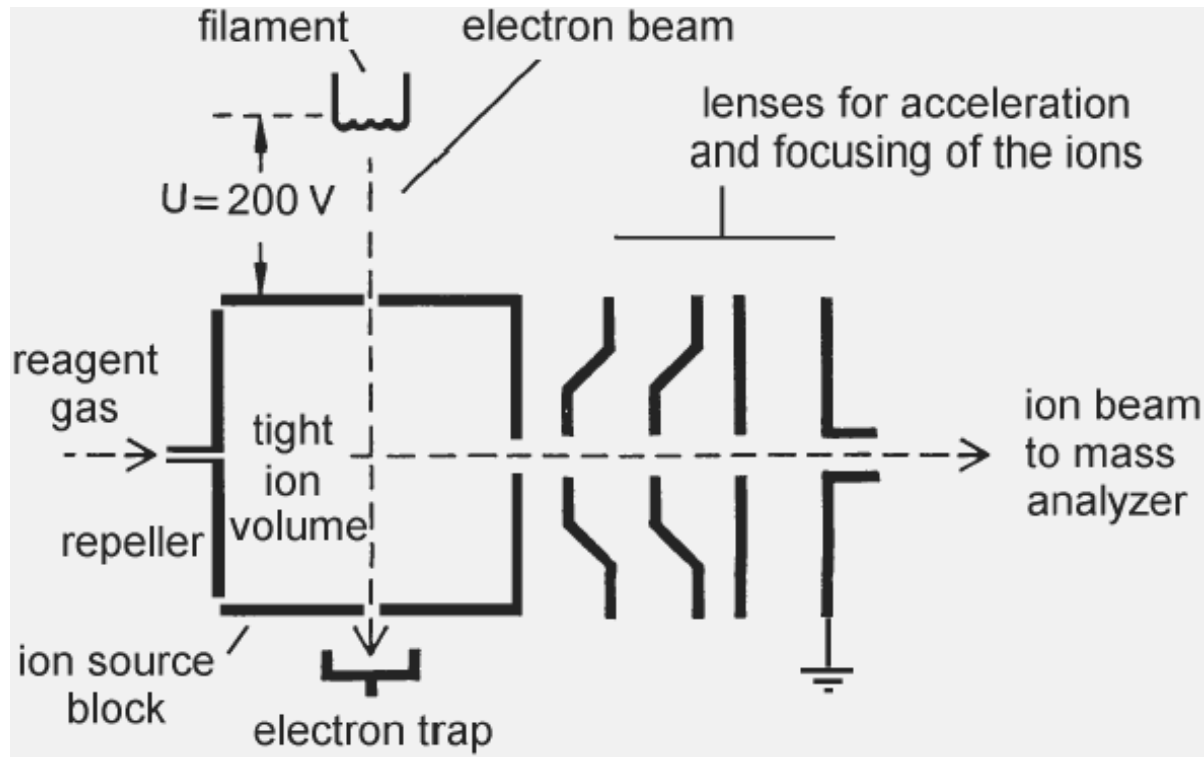 filament
electron beam
lenses for acceleration
and focusing of the ions
U= 200 V
reagent
gas
tight
ion
volume
repeller
ion beam
to mass
analyzer
ion source
block
electron trap